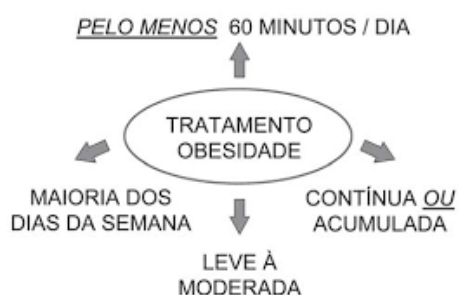 PELO MENOS 60 MINUTOS / DIA
TRATAMENTO
OBESIDADE
MAIORIA DOS
DIAS DA SEMANA
CONTÍNUA OU
ACUMULADA
LEVE À
MODERADA